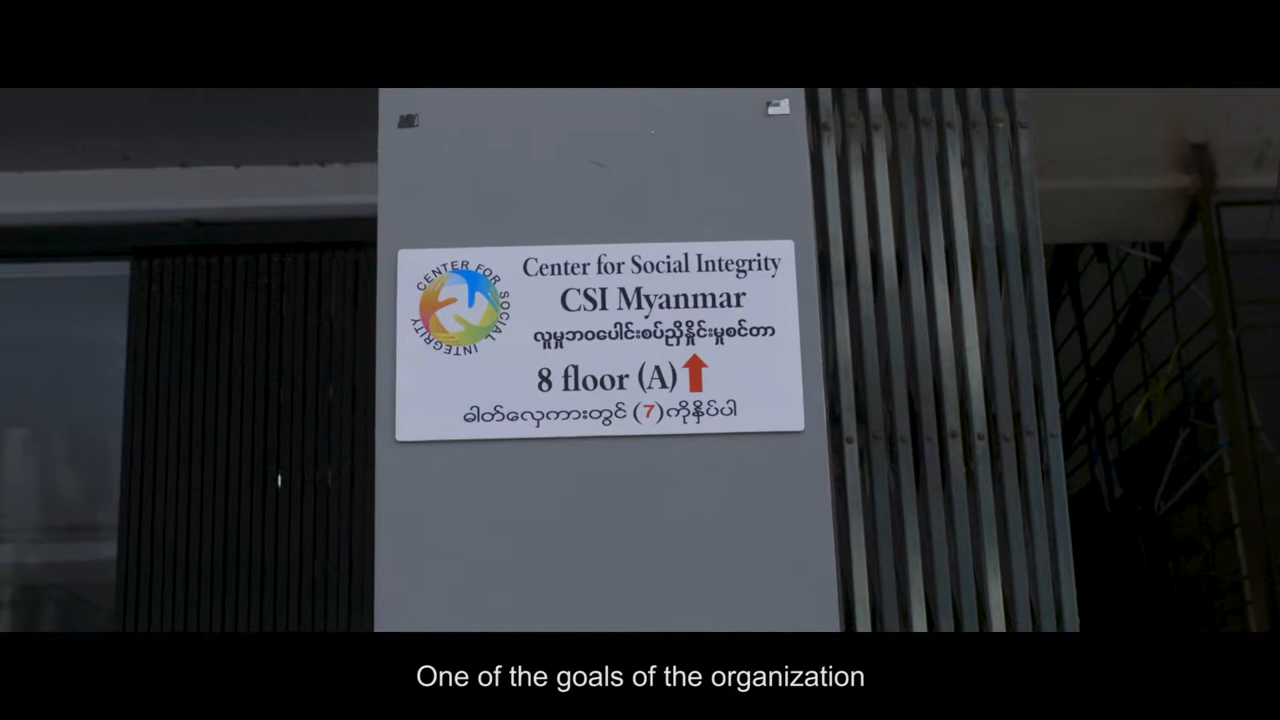 CENTER FOR SOCIAL INTEGRITY
Center for Social Integrity
CSI Myanmar
လူမှုဘဝပေါင်းစပ်ညှိနှိုင်းမှုစင်တာ
8 floor (A)
ဓါတ်လှေကားတွင် (7) ကိုနှိပ်ပါ
One of the goals of the organization